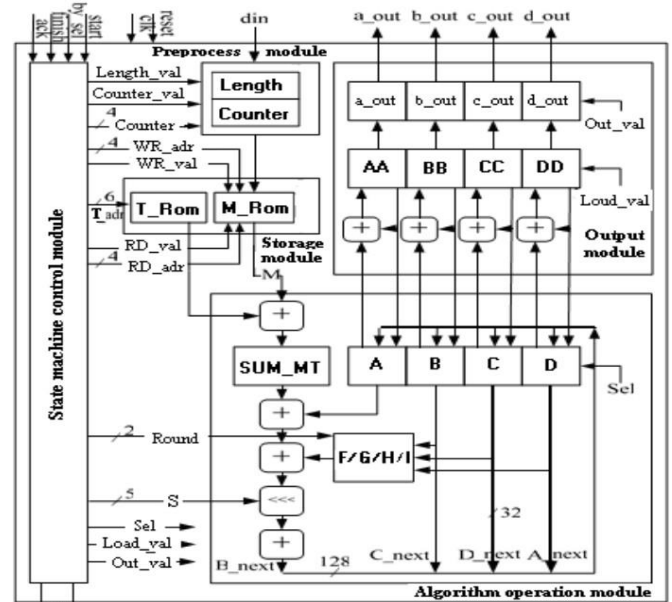 ack
finish
by_sel
start
clk
reset
din
a_out b_out c_out d_out
Preprocess module
Length_val
Counter_val
4
Counter
4
WR_adr
WR_val
6
T_adr
RD_val
4
RD_adr
Length
Counter
T_Rom
M_Rom
Storage
module
M
a_out b_out c_out d_out
Out_val
AA BB CC DD
Loud_val
+ + + +
Output
module
State machine control module
+
SUM_MT
A B C D
Sel
+
2
Round
+
F/G/H/I
5
S
<<<
32
Sel
Load_val
Out_val
+
B_next
128
C_next
D_next
A_next
Algorithm operation module